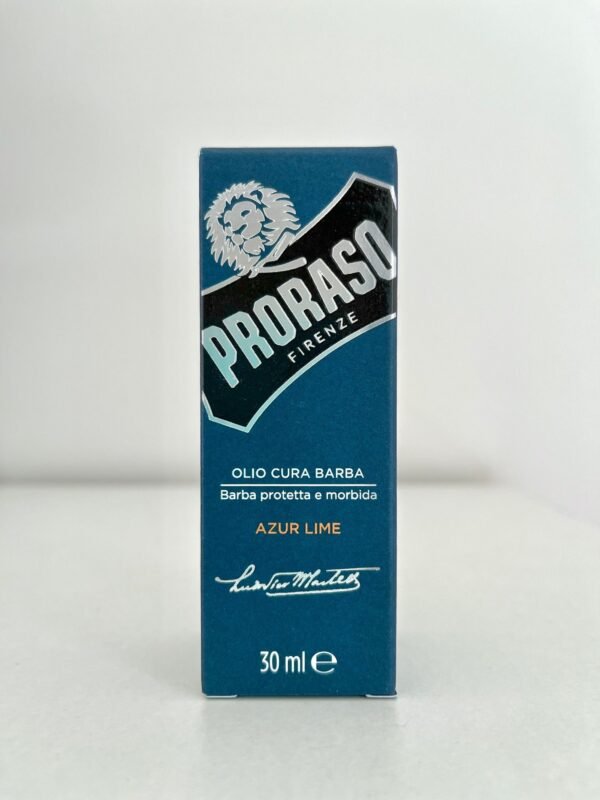 PRORASO
FIRENZE
OLIO CURA BARBA
Barba protetta e morbida
AZUR LIME
30 ml ℮